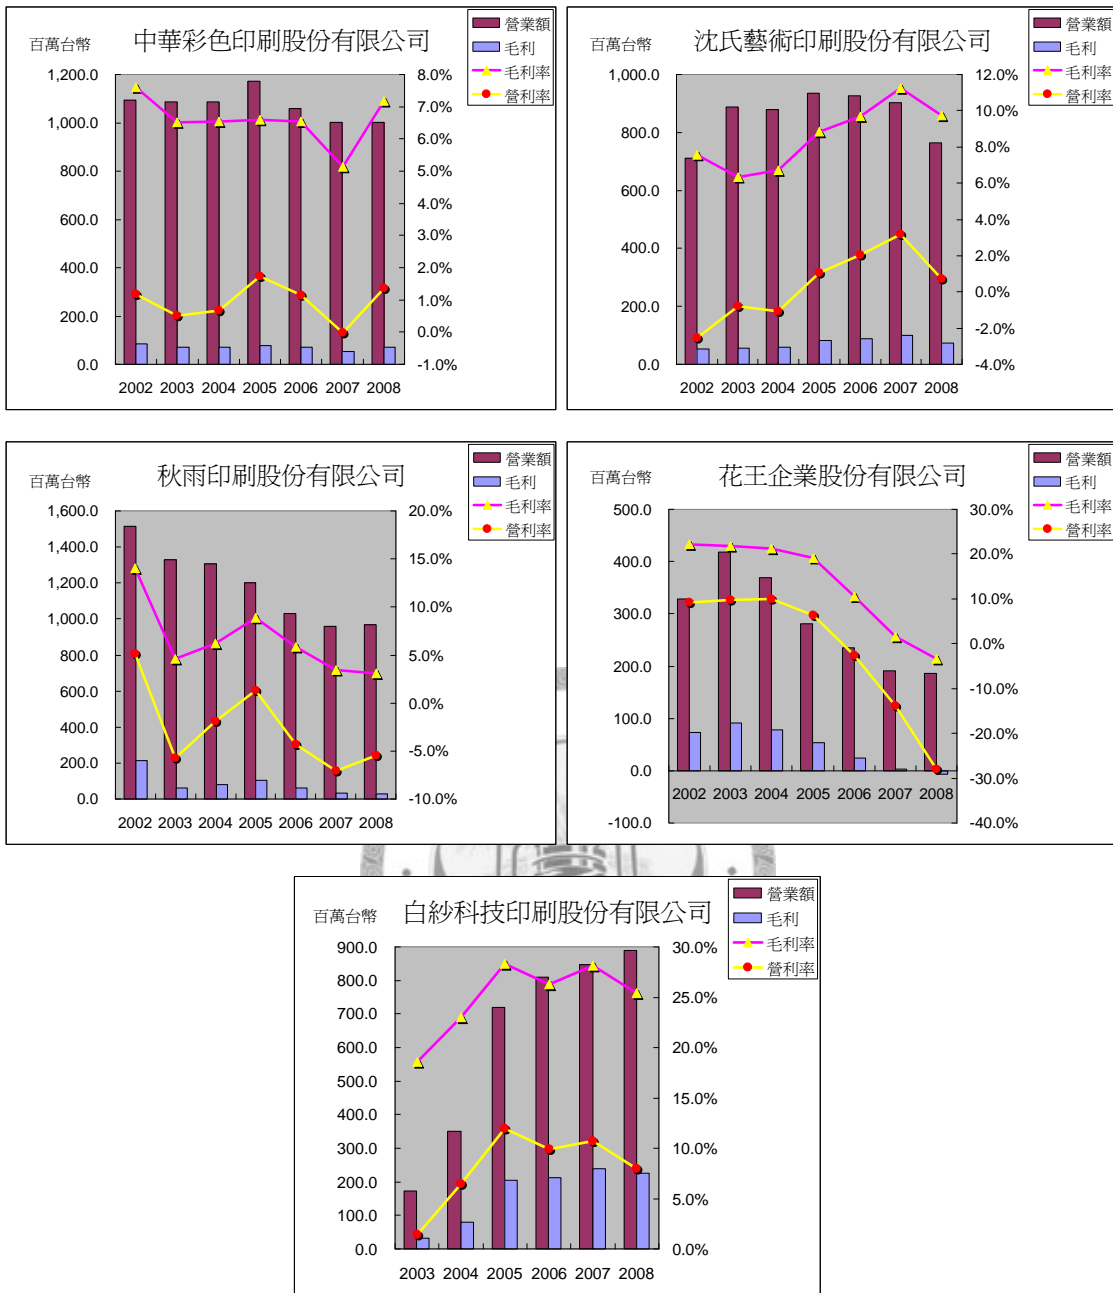 中華彩色印刷股份有限公司
百萬台幣
營業額
毛利
毛利率
營利率
1,200.0
1,000.0
800.0
600.0
400.0
200.0
0.0
8.0%
7.0%
6.0%
5.0%
4.0%
3.0%
2.0%
1.0%
0.0%
-1.0%
2002 2003 2004 2005 2006 2007 2008
沈氏藝術印刷股份有限公司
百萬台幣
營業額
毛利
毛利率
營利率
1,000.0
800.0
600.0
400.0
200.0
0.0
12.0%
10.0%
8.0%
6.0%
4.0%
2.0%
0.0%
-2.0%
-4.0%
2002 2003 2004 2005 2006 2007 2008
秋雨印刷股份有限公司
百萬台幣
營業額
毛利
毛利率
營利率
1,600.0
1,400.0
1,200.0
1,000.0
800.0
600.0
400.0
200.0
0.0
20.0%
15.0%
10.0%
5.0%
0.0%
-5.0%
-10.0%
2002 2003 2004 2005 2006 2007 2008
花王企業股份有限公司
百萬台幣
營業額
毛利
毛利率
營利率
500.0
400.0
300.0
200.0
100.0
0.0
-100.0
30.0%
20.0%
10.0%
0.0%
-10.0%
-20.0%
-30.0%
-40.0%
2002 2003 2004 2005 2006 2007 2008
白紗科技印刷股份有限公司
百萬台幣
營業額
毛利
毛利率
營利率
900.0
800.0
700.0
600.0
500.0
400.0
300.0
200.0
100.0
0.0
30.0%
25.0%
20.0%
15.0%
10.0%
5.0%
0.0%
2003 2004 2005 2006 2007 2008